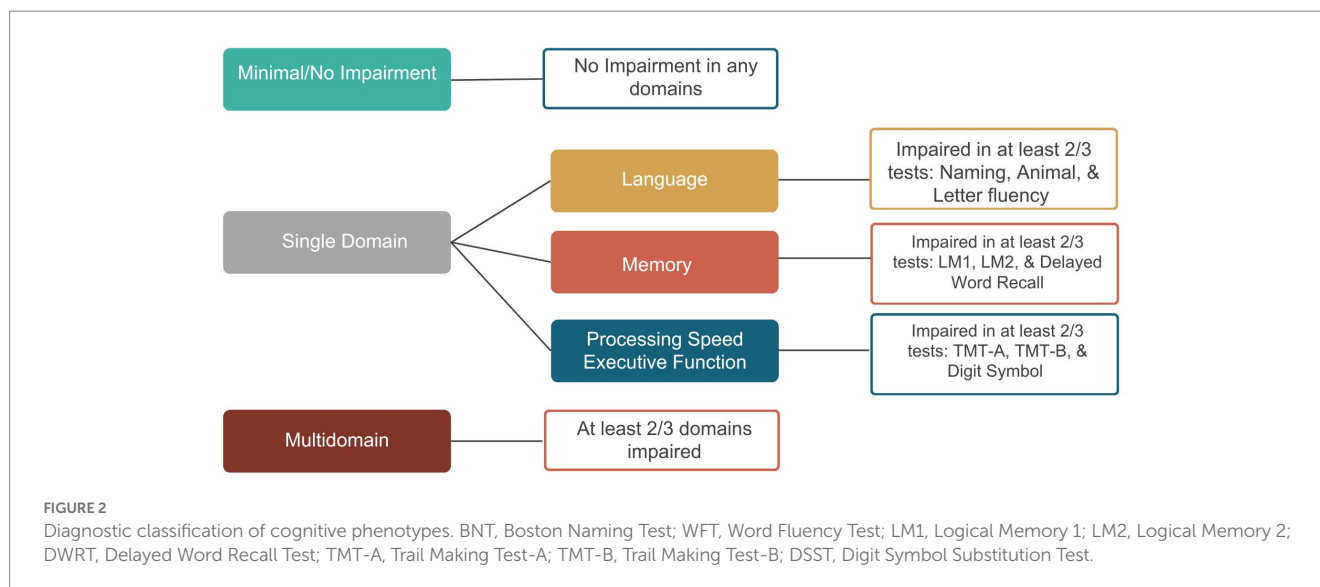 Minimal/No Impairment
No Impairment in any
domains
Single Domain
Language
Impaired in at least 2/3
tests: Naming, Animal, &
Letter fluency
Memory
Impaired in at least 2/3
tests: LM1, LM2, & Delayed
Word Recall
Processing Speed
Executive Function
Impaired in at least 2/3
tests: TMT-A, TMT-B, &
Digit Symbol
Multidomain
At least 2/3 domains
impaired
FIGURE 2
Diagnostic classification of cognitive phenotypes. BNT, Boston Naming Test; WFT, Word Fluency Test; LM1, Logical Memory 1; LM2, Logical Memory 2;
DWRT, Delayed Word Recall Test; TMT-A, Trail Making Test-A; TMT-B, Trail Making Test-B; DSST, Digit Symbol Substitution Test.